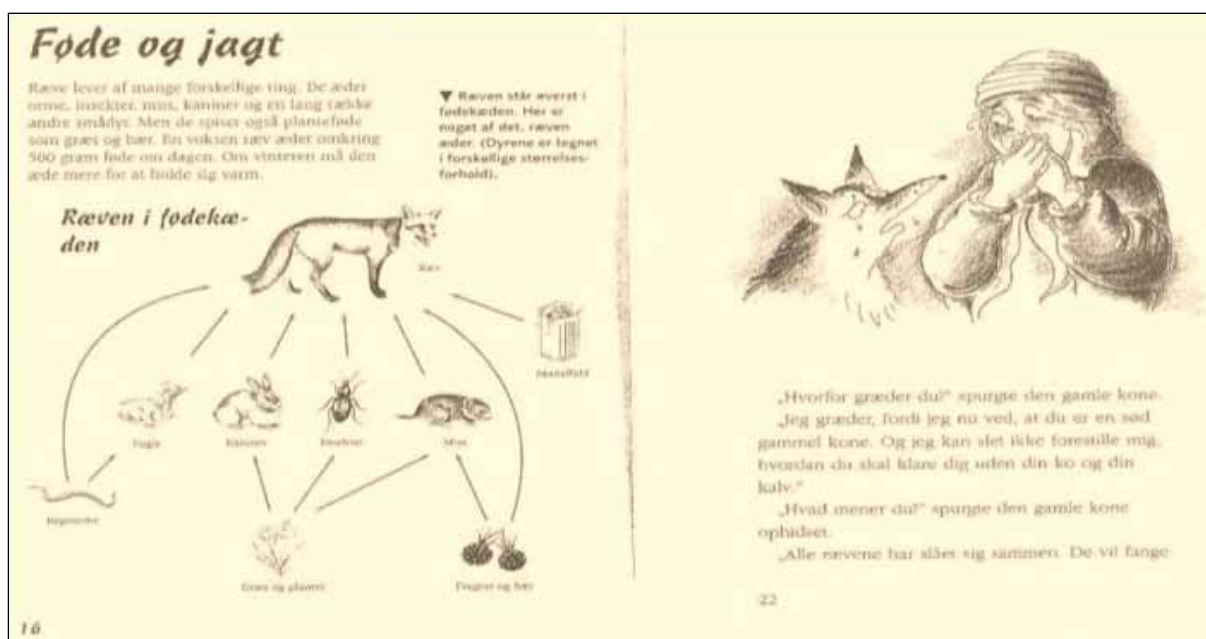 Føde og jagt
Ræve lever af mange forskellige ting. De æder
orme, insekter, mus, kaniner og en lang række
andre smådyr. Men de spiser også planteføde
som græs og bær. En voksen ræv æder omkring
500 gram føde om dagen. Om vinteren må den
æde mere for at holde sig varm.
▼ Ræven står øverst i
fødekæden. Her er
noget af det, ræven
æder. (Dyrene er tegnet
i forskellige størrelses-
forhold).
Ræven i fødekæ-
den
Ræv
Fugle
Kaniner
Insekter
Mus
Regnorme
Græs og planter
Frugter og bær
16
„Hvorfor græder du?" spurgte den gamle kone.
„Jeg græder, fordi jeg nu ved, at du er en sød
gammel kone. Og jeg kan slet ikke forestille mig,
hvordan du skal klare dig uden din ko og din
kalv."
„Hvad mener du?" spurgte den gamle kone
ophidset.
„Alle rævene har slået sig sammen. De vil fange
22